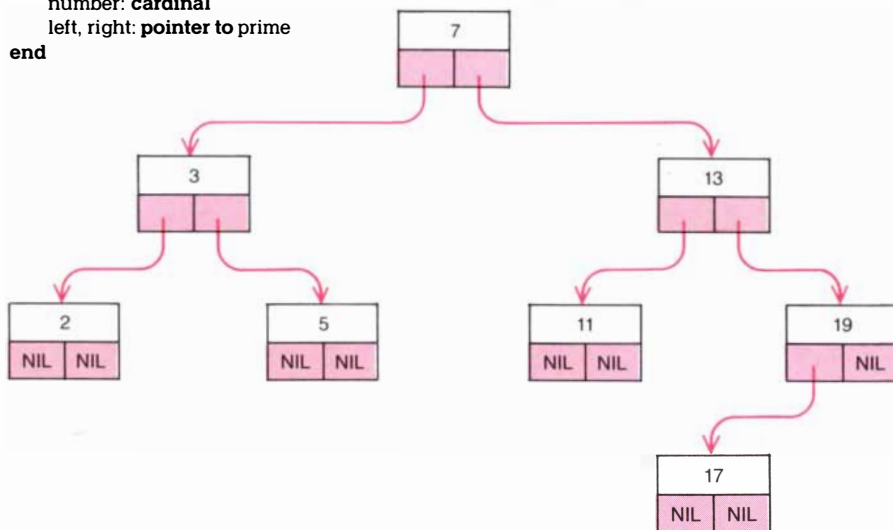 number: cardinal
left, right: pointer to prime
end
7
3
13
2
5
11
19
NIL NIL
NIL NIL
NIL NIL
NIL
17
NIL NIL